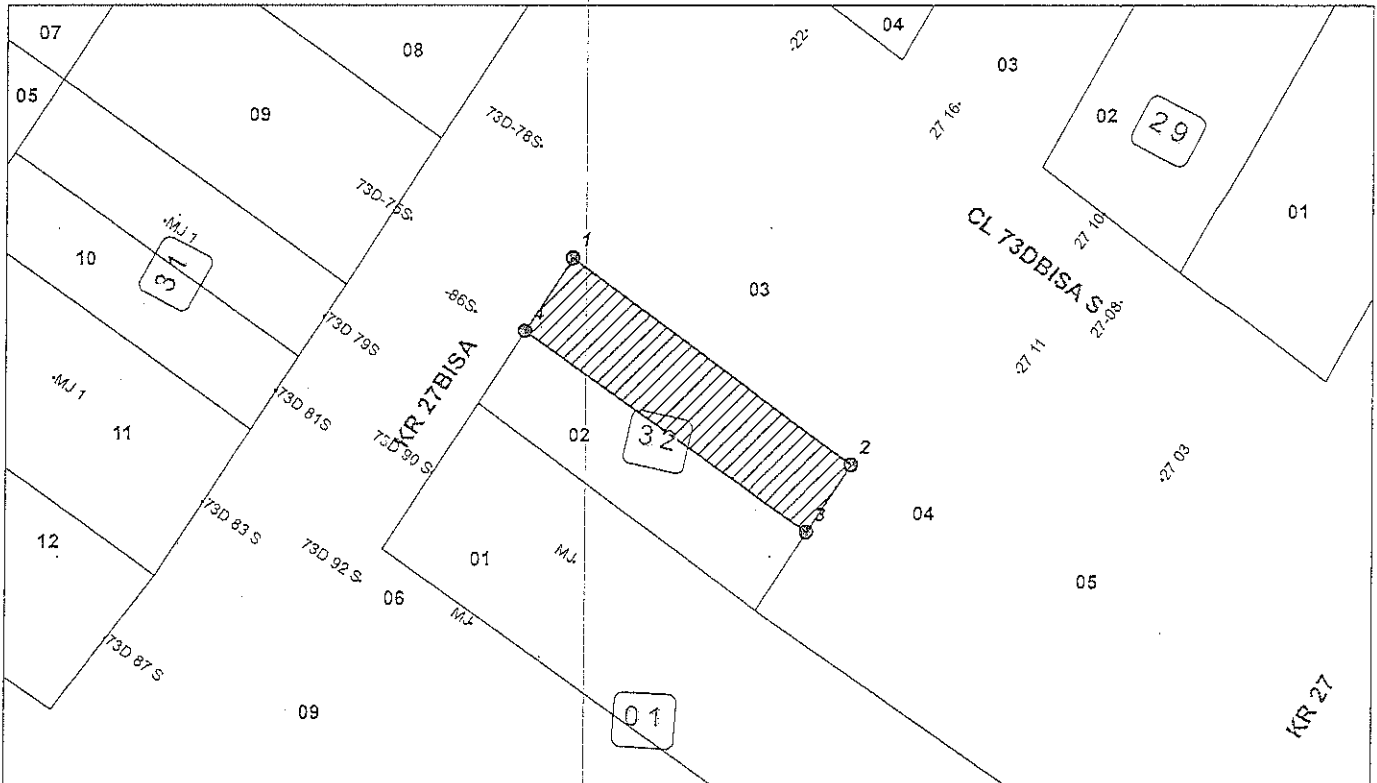 07
08
04
03
05
09
73D-78S
-22-
27 16
02
29
01
73D-75S
MJ 1
10
31
1
CL 73DBISA S
27 10
03
-86S
73D 79S
27-08
27 11
KR 27BISA
MJ 1
73D 81S
11
02
32
73D 90 S
2
27 03
04
3
73D 83 S
12
73D 92 S
01
MJ
05
06
MJ
73D 87 S
09
01
KR 27